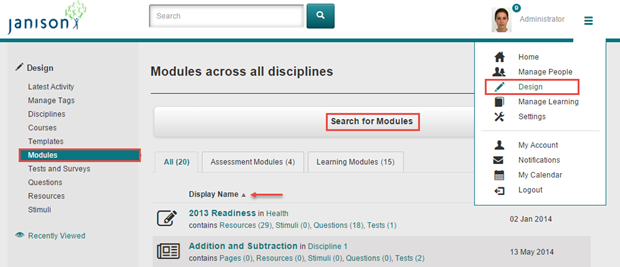 janison
Search
0
Administrator
Home
Manage People
Design
Manage Learning
Settings
My Account
Notifications
My Calendar
Logout
Design
Latest Activity
Manage Tags
Disciplines
Courses
Templates
Modules
Tests and Surveys
Questions
Resources
Stimuli
Recently Viewed
Modules across all disciplines
Search for Modules
All (20) Assessment Modules (4) Learning Modules (15)
Display Name
2013 Readiness in Health 02 Jan 2014
contains Resources (29), Stimuli (0), Questions (18), Tests (1)
Addition and Subtraction in Discipline 1 13 May 2014
contains Pages (0), Resources (0), Stimuli (0), Questions (0), Tests (2)